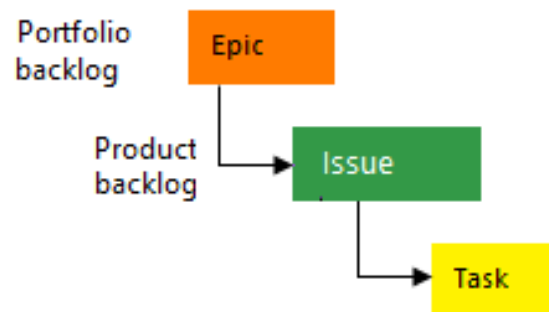 Portfolio
backlog
Epic
Product
backlog
Issue
Task